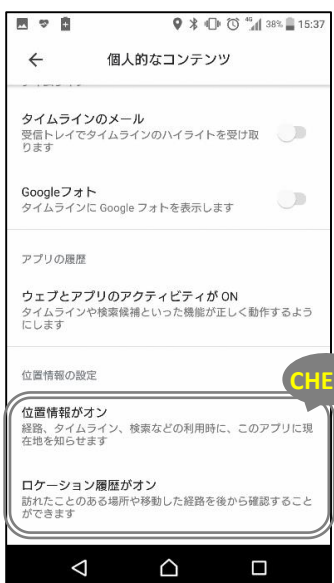 4G 38% 15:37
個人的なコンテンツ
タイムラインのメール
受信トレイでタイムラインのハイライトを受け取
ります
Googleフォト
タイムラインに Google フォトを表示します
アプリの履歴
ウェブとアプリのアクティビティが ON
タイムラインや検索候補といった機能が正しく動作するよう
にします
位置情報の設定
CHE
位置情報がオン
経路、タイムライン、検索などの利用時に、このアプリに現
在地を知らせます
ロケーション履歴がオン
訪れたことのある場所や移動した経路を後から確認すること
ができます